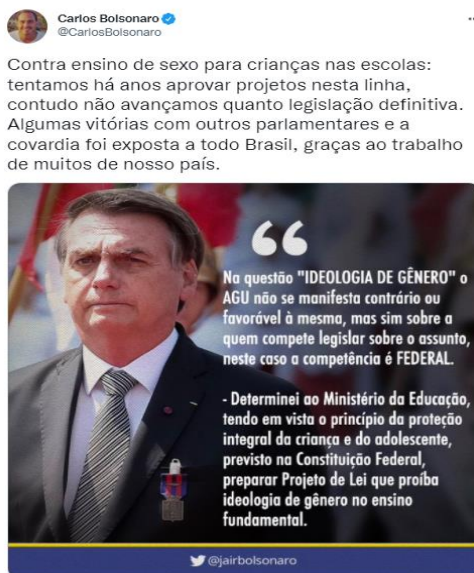 Carlos Bolsonaro
@CarlosBolsonaro
Contra ensino de sexo para crianças nas escolas:
tentamos há anos aprovar projetos nesta linha,
contudo não avançamos quanto legislação definitiva.
Algumas vitórias com outros parlamentares e a
covardia foi exposta a todo Brasil, graças ao trabalho
de muitos de nosso país.
“
Na questão "IDEOLOGIA DE GÊNERO" o
AGU não se manifesta contrário ou
favorável à mesma, mas sim sobre a
quem compete legislar sobre o assunto,
neste caso a competência é FEDERAL.
- Determinei ao Ministério da Educação,
tendo em vista o princípio da proteção
integral da criança e do adolescente,
previsto na Constituição Federal,
preparar Projeto de Lei que proíba
ideologia de gênero no ensino
fundamental.
@jairbolsonaro